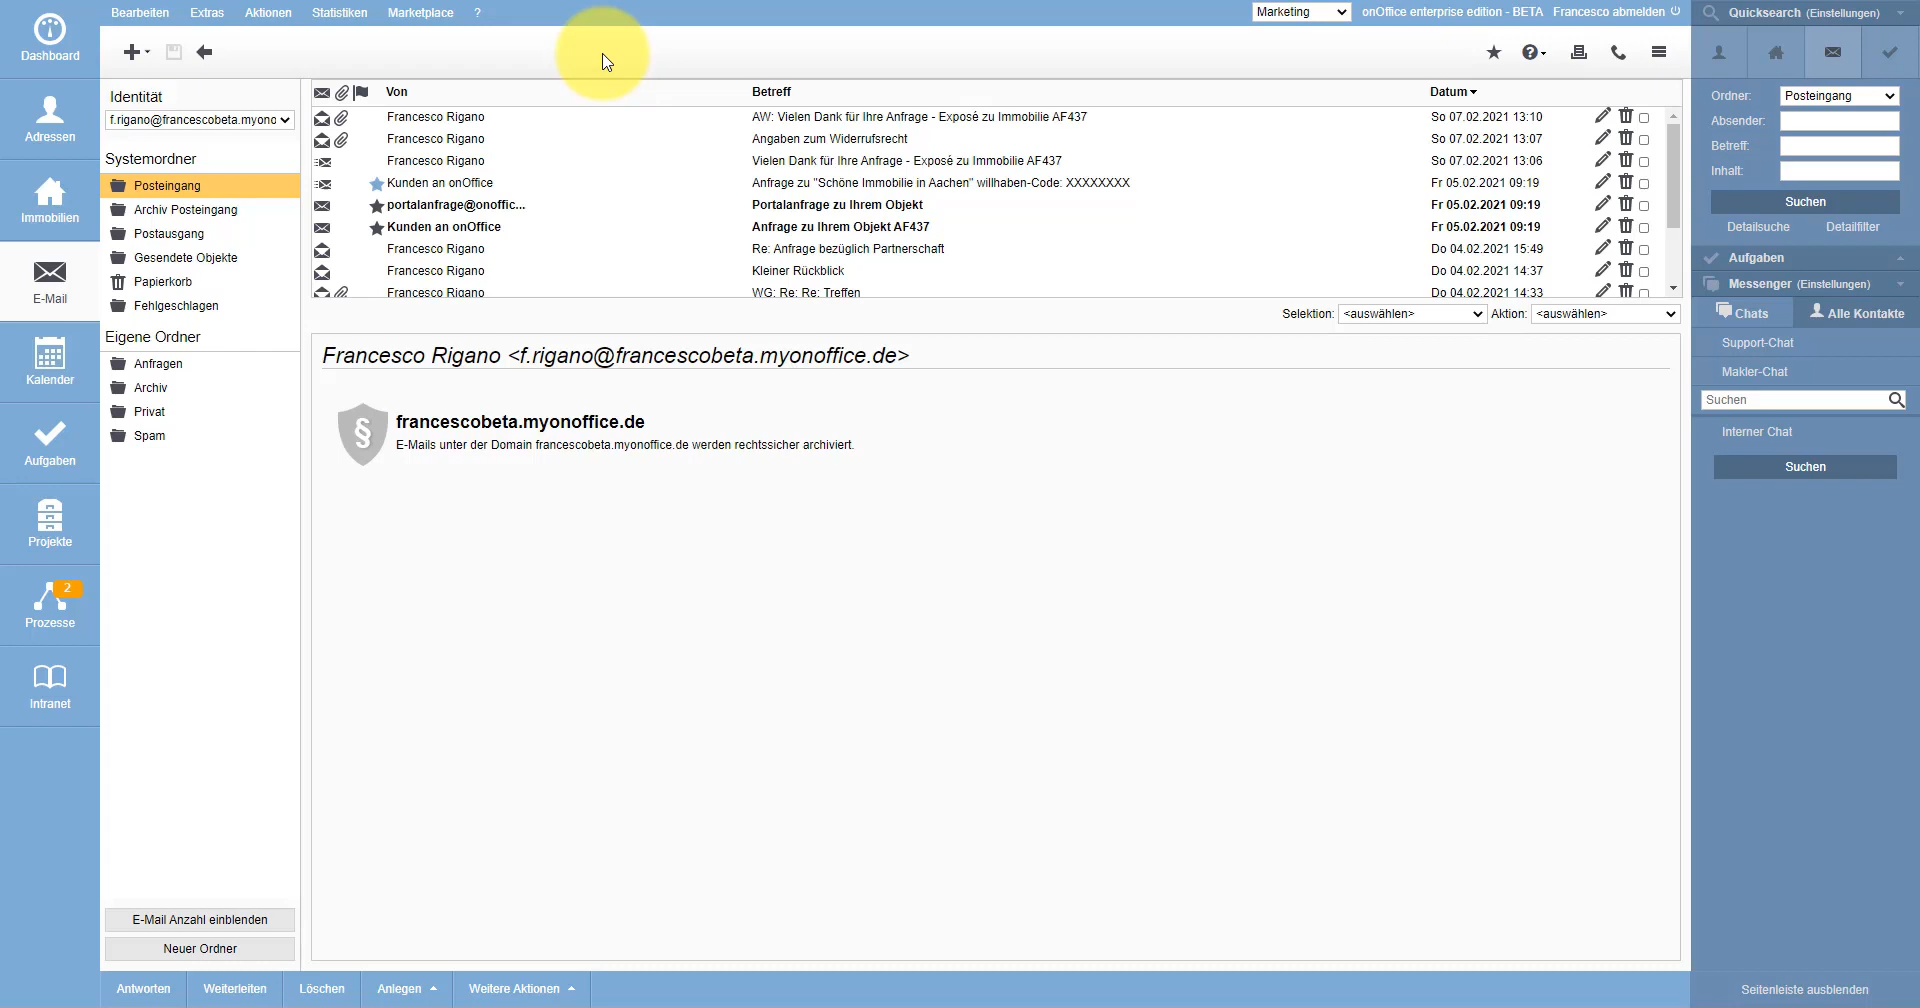 Bearbeiten Extras Aktionen Statistiken Marketplace ? Marketing onOffice enterprise edition - BETA Francesco abmelden
Quicksearch (Einstellungen)
Dashboard
Adressen
Immobilien
E-Mail
Kalender
Aufgaben
Projekte
2
Prozesse
Intranet
Identität
f.rigano@francescobeta.myono
Systemordner
Posteingang
Archiv Posteingang
Postausgang
Gesendete Objekte
Papierkorb
Fehlgeschlagen
Eigene Ordner
Anfragen
Archiv
Privat
Spam
E-Mail Anzahl einblenden
Neuer Ordner
Von Betreff Datum
Francesco Rigano AW: Vielen Dank für Ihre Anfrage - Exposé zu Immobilie AF437 So 07.02.2021 13:10
Francesco Rigano Angaben zum Widerrufsrecht So 07.02.2021 13:07
Francesco Rigano Vielen Dank für Ihre Anfrage - Exposé zu Immobilie AF437 So 07.02.2021 13:06
Kunden an onOffice Anfrage zu "Schöne Immobilie in Aachen" willhaben-Code: XXXXXXXX Fr 05.02.2021 09:19
portalanfrage@onoffic... Portalanfrage zu Ihrem Objekt Fr 05.02.2021 09:19
Kunden an onOffice Anfrage zu Ihrem Objekt AF437 Fr 05.02.2021 09:19
Francesco Rigano Re: Anfrage bezüglich Partnerschaft Do 04.02.2021 15:49
Francesco Rigano Kleiner Rückblick Do 04.02.2021 14:37
Francesco Rigano WG: Re: Re: Treffen Do 04.02.2021 14:33
Selektion: <auswählen> Aktion: <auswählen>
Francesco Rigano <f.rigano@francescobeta.myonoffice.de>
§
francescobeta.myonoffice.de
E-Mails unter der Domain francescobeta.myonoffice.de werden rechtssicher archiviert.
Antworten Weiterleiten Löschen Anlegen Weitere Aktionen
Ordner: Posteingang
Absender:
Betreff:
Inhalt:
Suchen
Detailsuche Detailfilter
Aufgaben
Messenger (Einstellungen)
Chats Alle Kontakte
Support-Chat
Makler-Chat
Suchen
Interner Chat
Suchen
Seitenleiste ausblenden